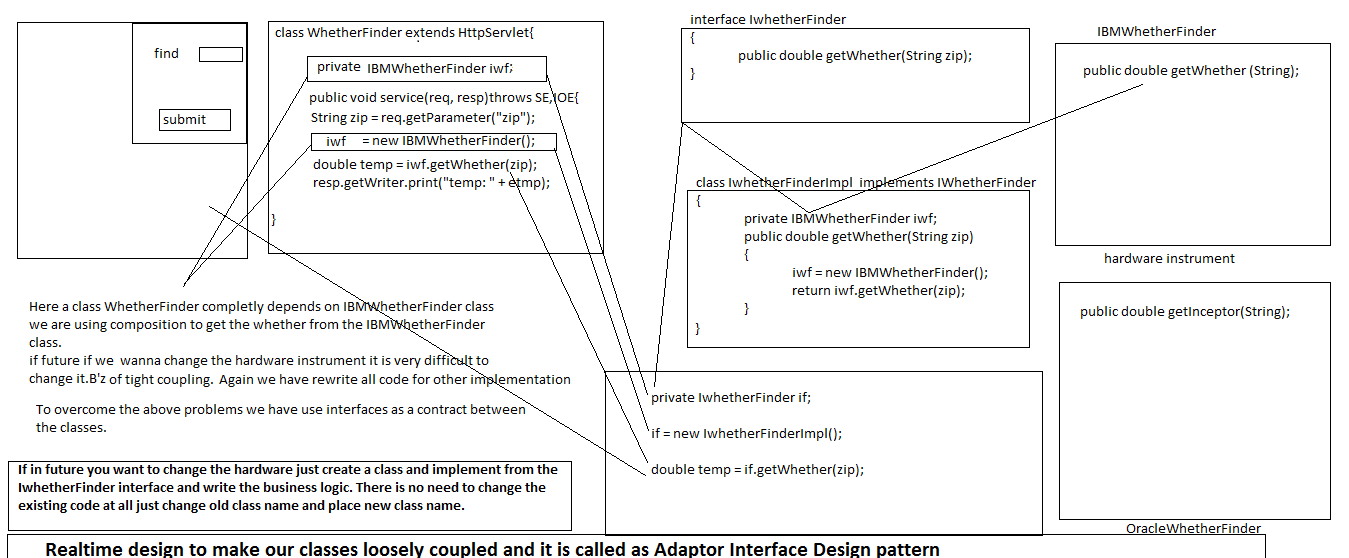 find
submit
class WhetherFinder extends HttpServlet{
private IBMWhetherFinder iwf;
public void service(req, resp)throws SE,IOE{
String zip = req.getParameter("zip");
iwf = new IBMWhetherFinder();
double temp = iwf.getWhether(zip);
resp.getWriter.print("temp: " + etmp);
}
interface IwhetherFinder
{
public double getWhether(String zip);
}
class IwhetherFinderImpl implements IWhetherFinder
{
private IBMWhetherFinder iwf;
public double getWhether(String zip)
{
iwf = new IBMWhetherFinder();
return iwf.getWhether(zip);
}
}
IBMWhetherFinder
public double getWhether (String);
hardware instrument
public double getInceptor(String);
OracleWhetherFinder
Here a class WhetherFinder completly depends on IBMWhetherFinder class
we are using composition to get the whether from the IBMWhetherFinder
class.
if future if we wanna change the hardware instrument it is very difficult to
change it.B'z of tight coupling. Again we have rewrite all code for other implementation
To overcome the above problems we have use interfaces as a contract between
the classes.
private IwhetherFinder if;
if = new IwhetherFinderImpl();
double temp = if.getWhether(zip);
If in future you want to change the hardware just create a class and implement from the
IwhetherFinder interface and write the business logic. There is no need to change the
existing code at all just change old class name and place new class name.
Realtime design to make our classes loosely coupled and it is called as Adaptor Interface Design pattern